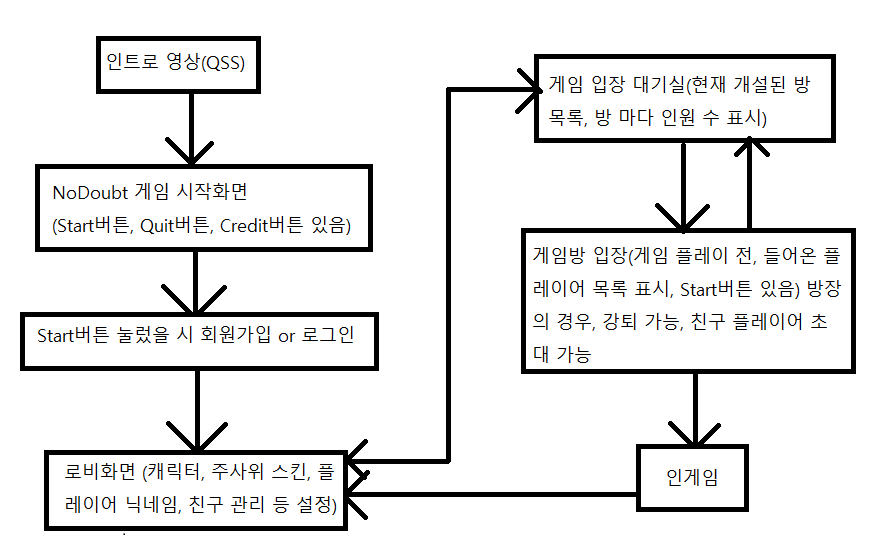 인트로 영상(QSS)
NoDoubt 게임 시작화면
(Start버튼, Quit버튼, Credit버튼 있음)
Start버튼 눌렀을 시 회원가입 or 로그인
로비화면 (캐릭터, 주사위 스킨, 플
레이어 닉네임, 친구 관리 등 설정)
게임 입장 대기실(현재 개설된 방
목록, 방 마다 인원 수 표시)
게임방 입장(게임 플레이 전, 들어온 플
레이어 목록 표시, Start버튼 있음) 방장
의 경우, 강퇴 가능, 친구 플레이어 초
대 가능
인게임